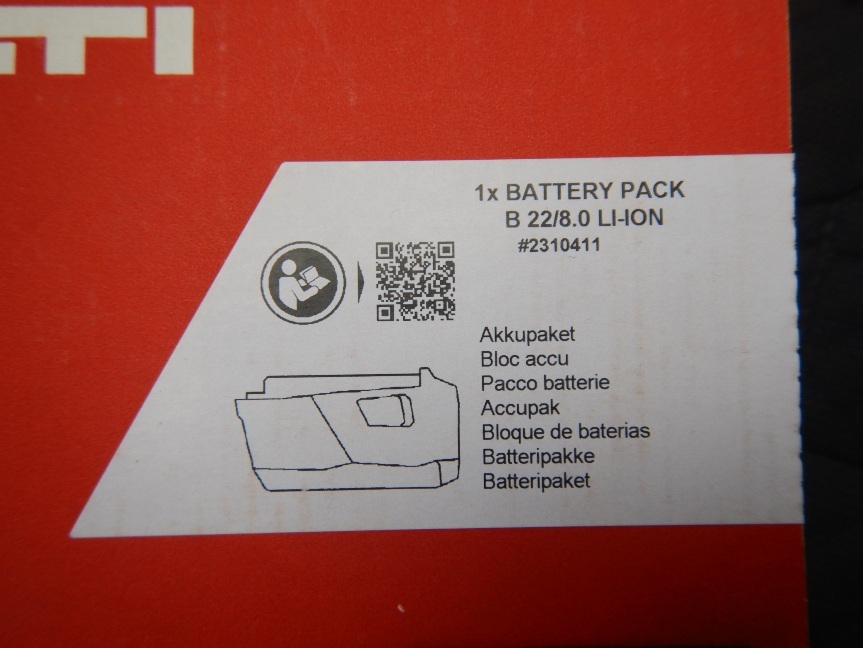 LTI
1x BATTERY PACK
B 22/8.0 LI-ION
#2310411
Akkupaket
Bloc accu
Pacco batterie
Accupak
Bloque de baterias
Batteripakke
Batteripaket